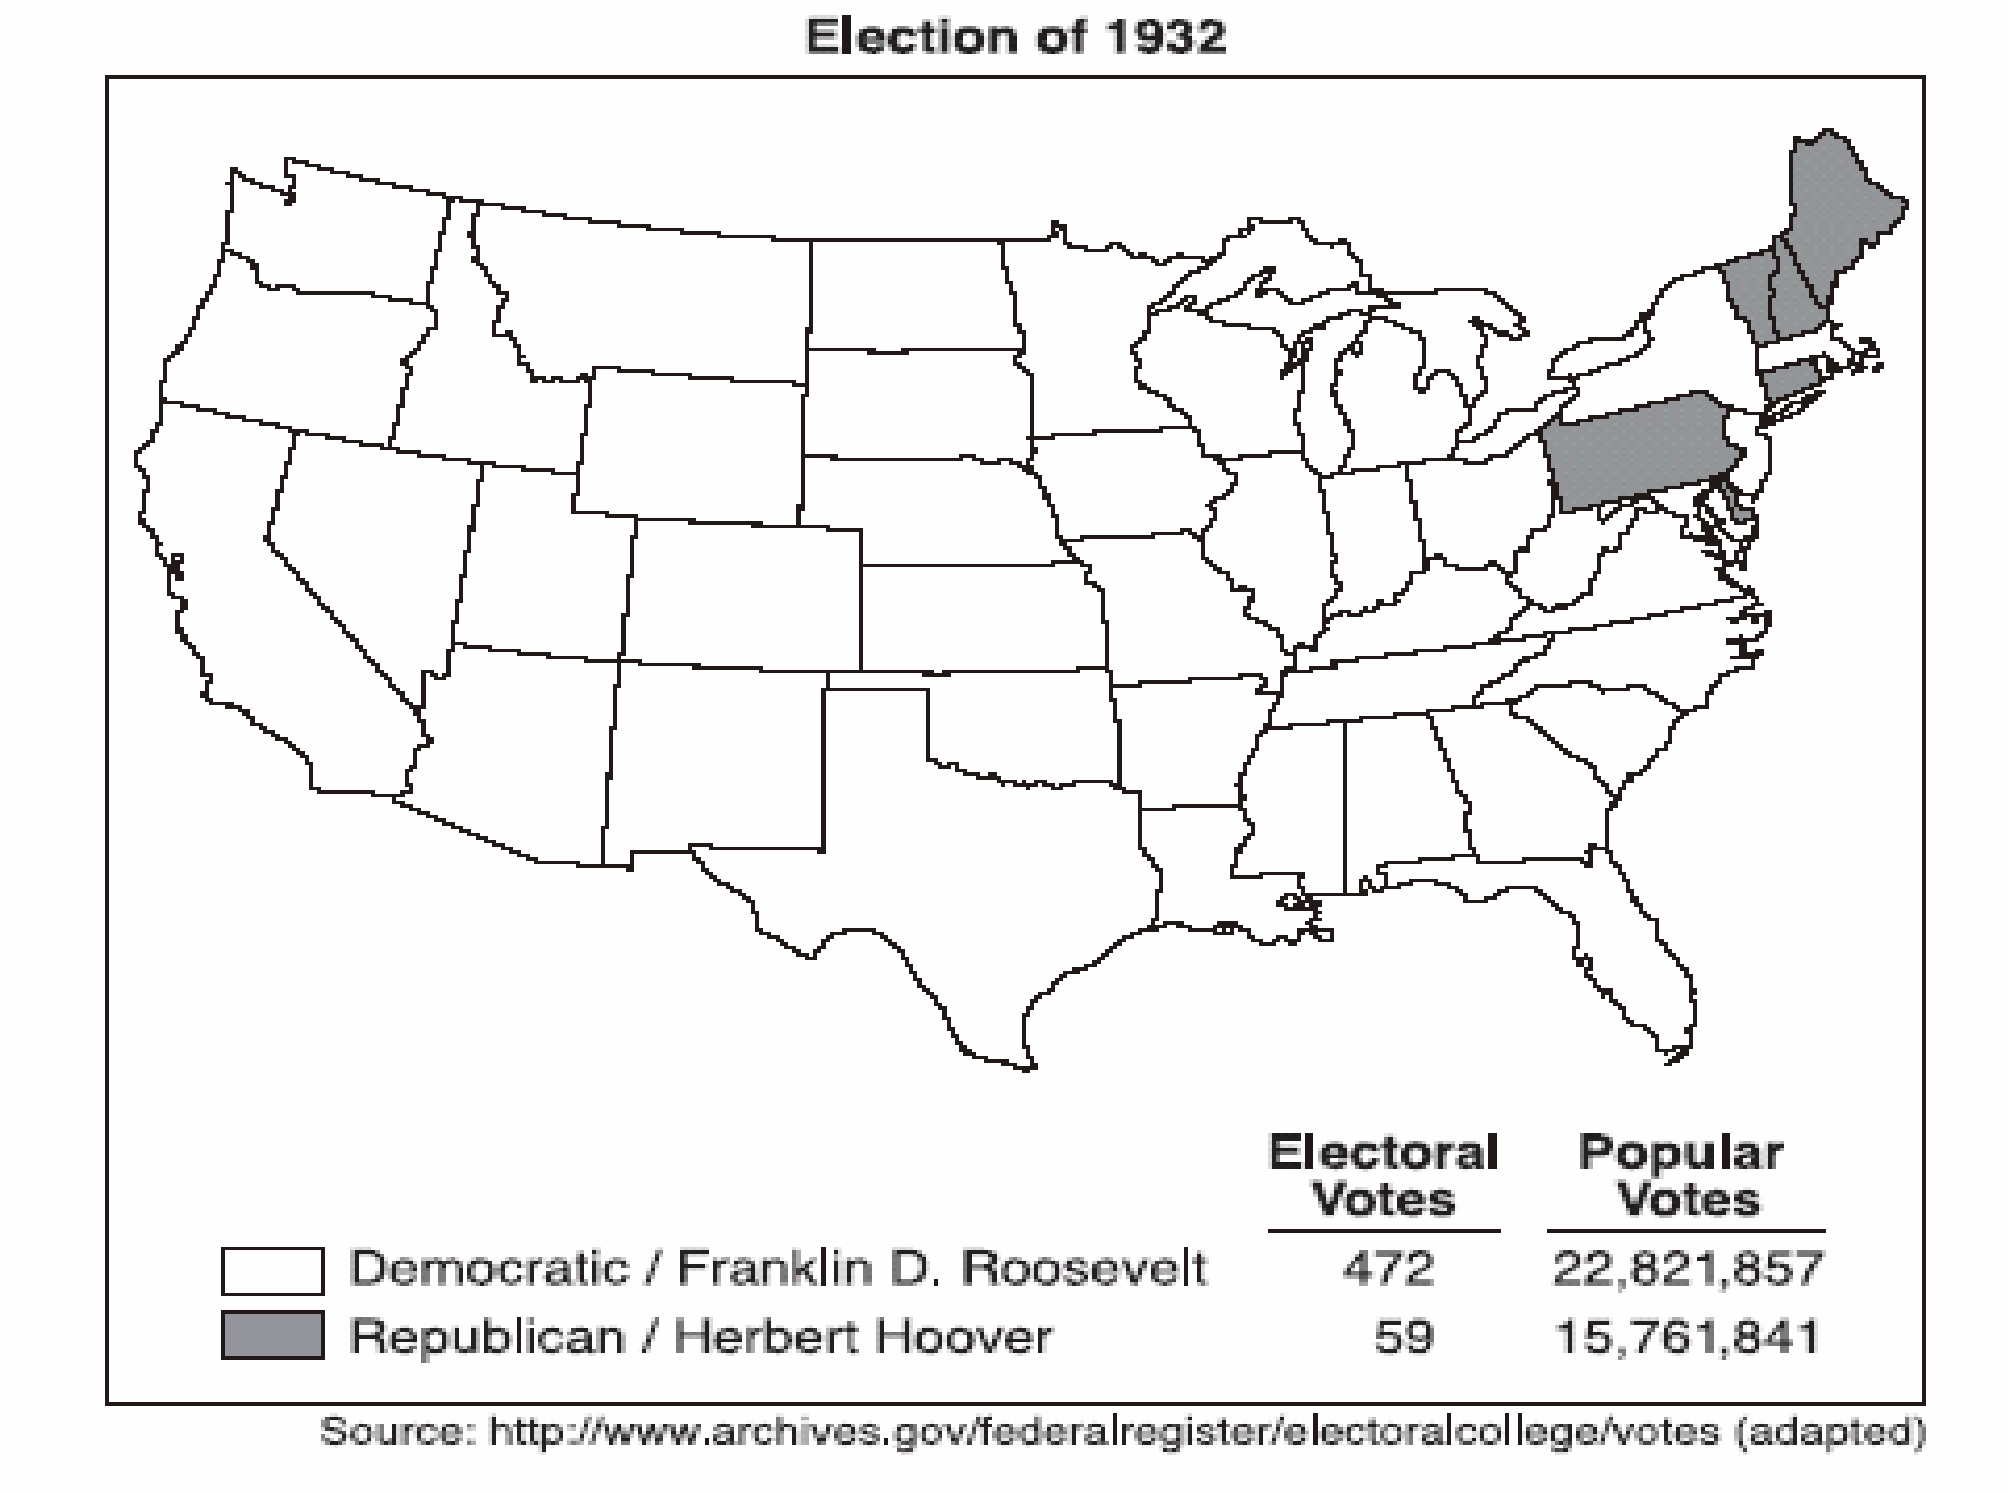 Election of 1932
Electoral Votes
Popular Votes
Democratic / Franklin D. Roosevelt 472 22,821,857
Republican / Herbert Hoover 59 15,761,841
Source: http://www.archives.gov/federalregister/electoralcollege/votes (adapted)